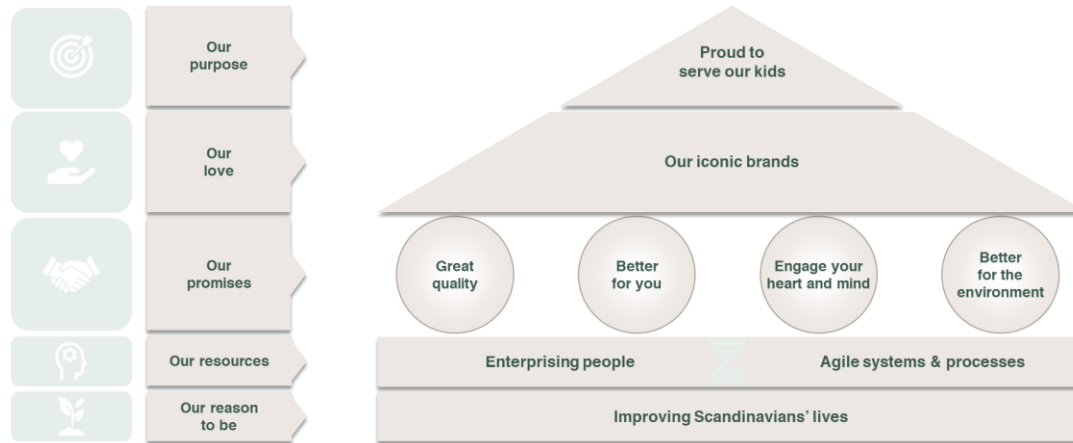 Our
purpose
Proud to
serve our kids
Our
love
Our iconic brands
Our
promises
Great
quality
Better
for you
Engage your
heart and mind
Better
for the
environment
Our resources
Enterprising people
Agile systems & processes
Our reason
to be
Improving Scandinavians’ lives